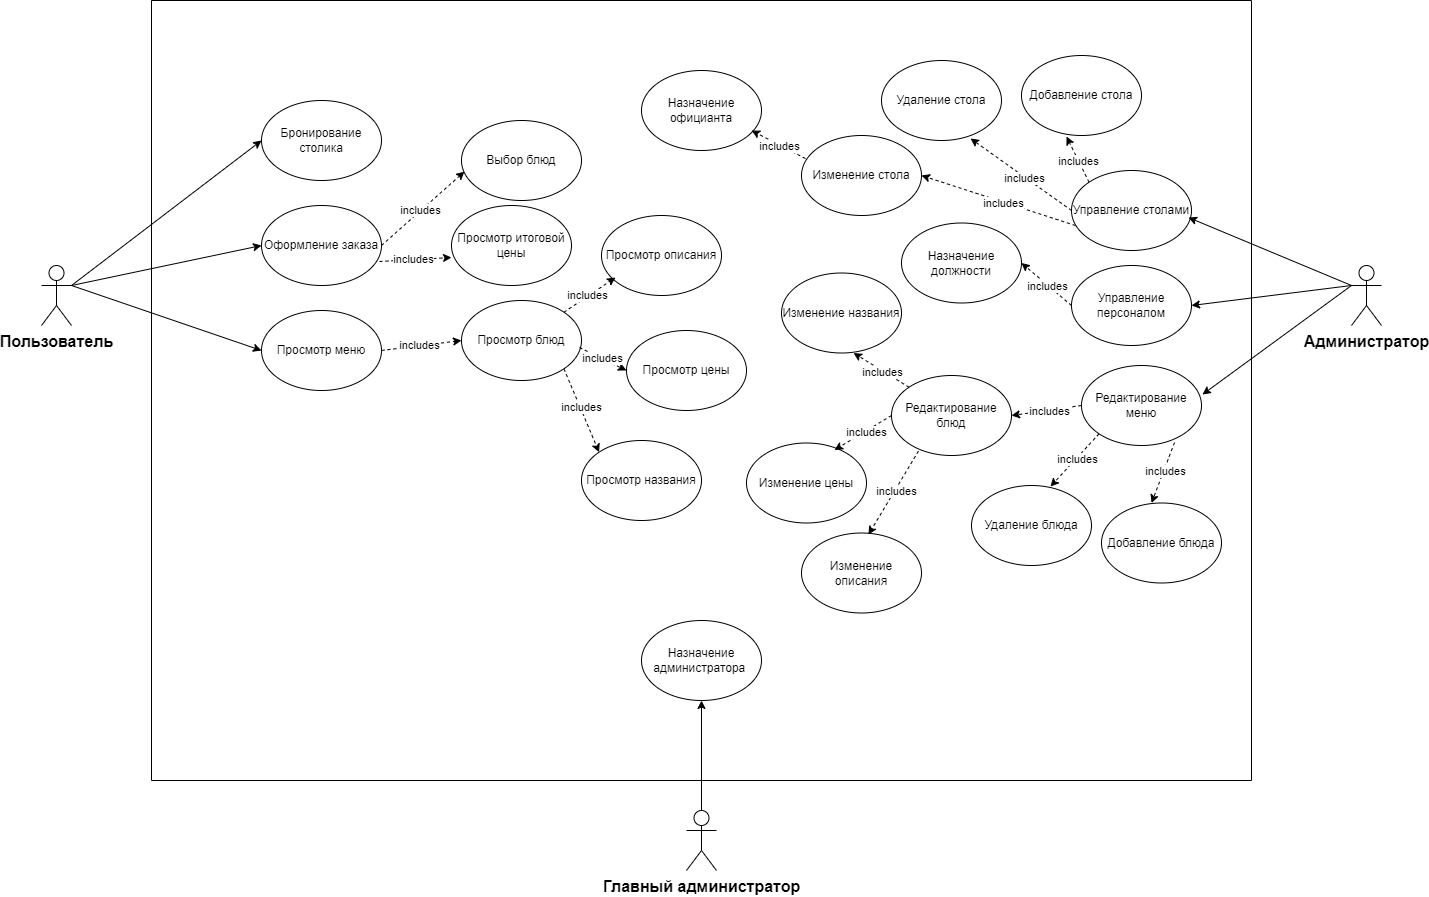 Бронирование
столика
Оформление заказа
Просмотр меню
Пользователь
Выбор блюд
includes
Просмотр итоговой
цены
includes
includes
Просмотр блюд
Просмотр описания
includes
includes
Просмотр цены
includes
Просмотр названия
Назначение
официанта
includes
Изменение стола
Удаление стола
Добавление стола
includes
includes
includes
Управление столами
Назначение
должности
includes
Управление
персоналом
Администратор
Изменение названия
includes
Редактирование
блюд
includes
Редактирование
меню
includes
Изменение цены
includes
Изменение
описания
includes
Удаление блюда
includes
Добавление блюда
Назначение
администратора
Главный администратор